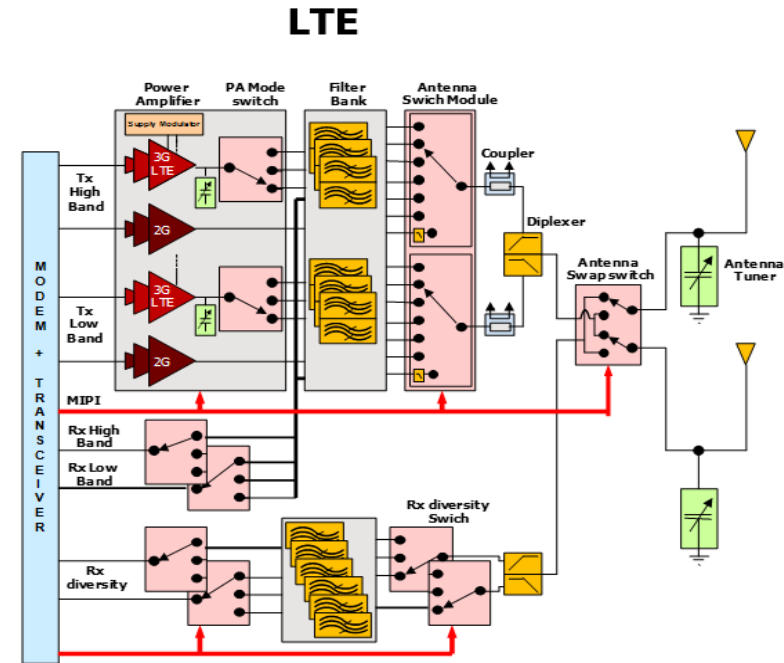 LTE
Power
Amplifier
PA Mode
switch
Filter
Bank
Antenna
Swich Module
Supply Modulator
3G
LTE
Tx
High
Band
2G
Coupler
Diplexer
Antenna
Swap switch
Antenna
Tuner
3G
LTE
Tx
Low
Band
2G
MODEM + TRANSCEIVER
MIPI
Rx High
Band
Rx Low
Band
Rx diversity
Swich
Rx
diversity